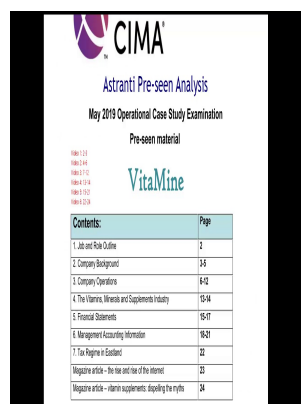 CIMA
TM
Astranti Pre-seen Analysis
May 2019 Operational Case Study Examination
Pre-seen material
VitaMine
Contents:
Page
1. Job and Role Outline
2
2. Company Background
3-5
3. Company Operations
6-12
4. The Vitamins, Minerals and Supplements Industry
13-14
5. Financial Statements
15-17
6. Management Accounting Information
18-21
7. Tax Regime in Eastland
22
Magazine article – the rise and rise of the internet
23
Magazine article – vitamin supplements: dispelling the myths
24